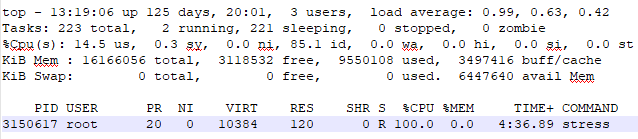 top - 13:19:06 up 125 days, 20:01,  3 users,  load average: 0.99, 0.63, 0.42
Tasks: 223 total,   2 running, 221 sleeping,   0 stopped,   0 zombie
%Cpu(s): 14.5 us,  0.3 sy,  0.0 ni, 85.1 id,  0.0 wa,  0.0 hi,  0.0 si,  0.0 st
KiB Mem : 16166056 total,  3118532 free,  9550108 used,  3497416 buff/cache
KiB Swap:        0 total,        0 free,        0 used.  6447640 avail Mem
PID USER      PR  NI    VIRT    RES    SHR S  %CPU %MEM     TIME+ COMMAND
3150617 root      20   0   10384    120      0 R 100.0  0.0   4:36.89 stress